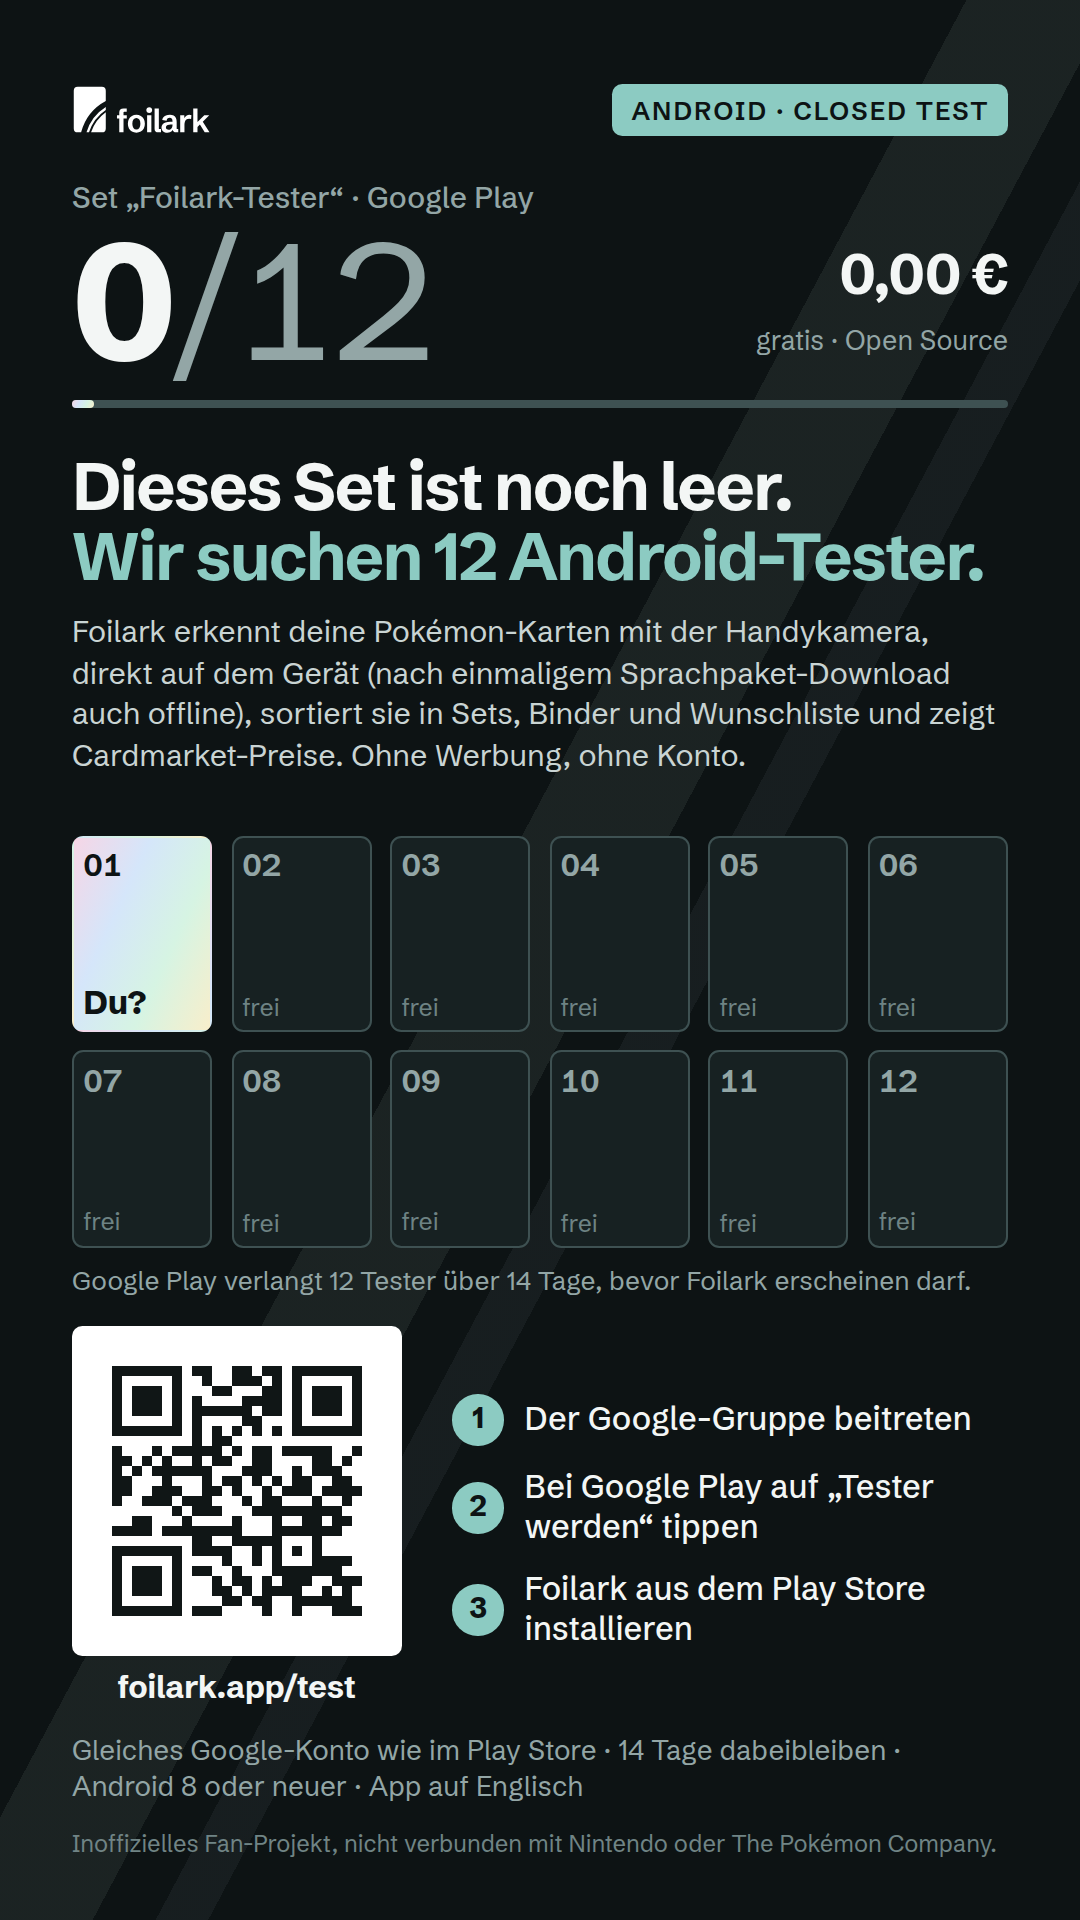 foilark
ANDROID · CLOSED TEST
Set „Foilark-Tester“ · Google Play
0/12
0,00 €
gratis · Open Source
Dieses Set ist noch leer.
Wir suchen 12 Android-Tester.
Foilark erkennt deine Pokémon-Karten mit der Handykamera,
direkt auf dem Gerät (nach einmaligem Sprachpaket-Download
auch offline), sortiert sie in Sets, Binder und Wunschliste und zeigt
Cardmarket-Preise. Ohne Werbung, ohne Konto.
01 02 03 04 05 06
Du? frei frei frei frei frei
07 08 09 10 11 12
frei frei frei frei frei frei
Google Play verlangt 12 Tester über 14 Tage, bevor Foilark erscheinen darf.
1 Der Google-Gruppe beitreten
2 Bei Google Play auf „Tester
werden“ tippen
3 Foilark aus dem Play Store
installieren
foilark.app/test
Gleiches Google-Konto wie im Play Store · 14 Tage dabeibleiben ·
Android 8 oder neuer · App auf Englisch
Inoffizielles Fan-Projekt, nicht verbunden mit Nintendo oder The Pokémon Company.